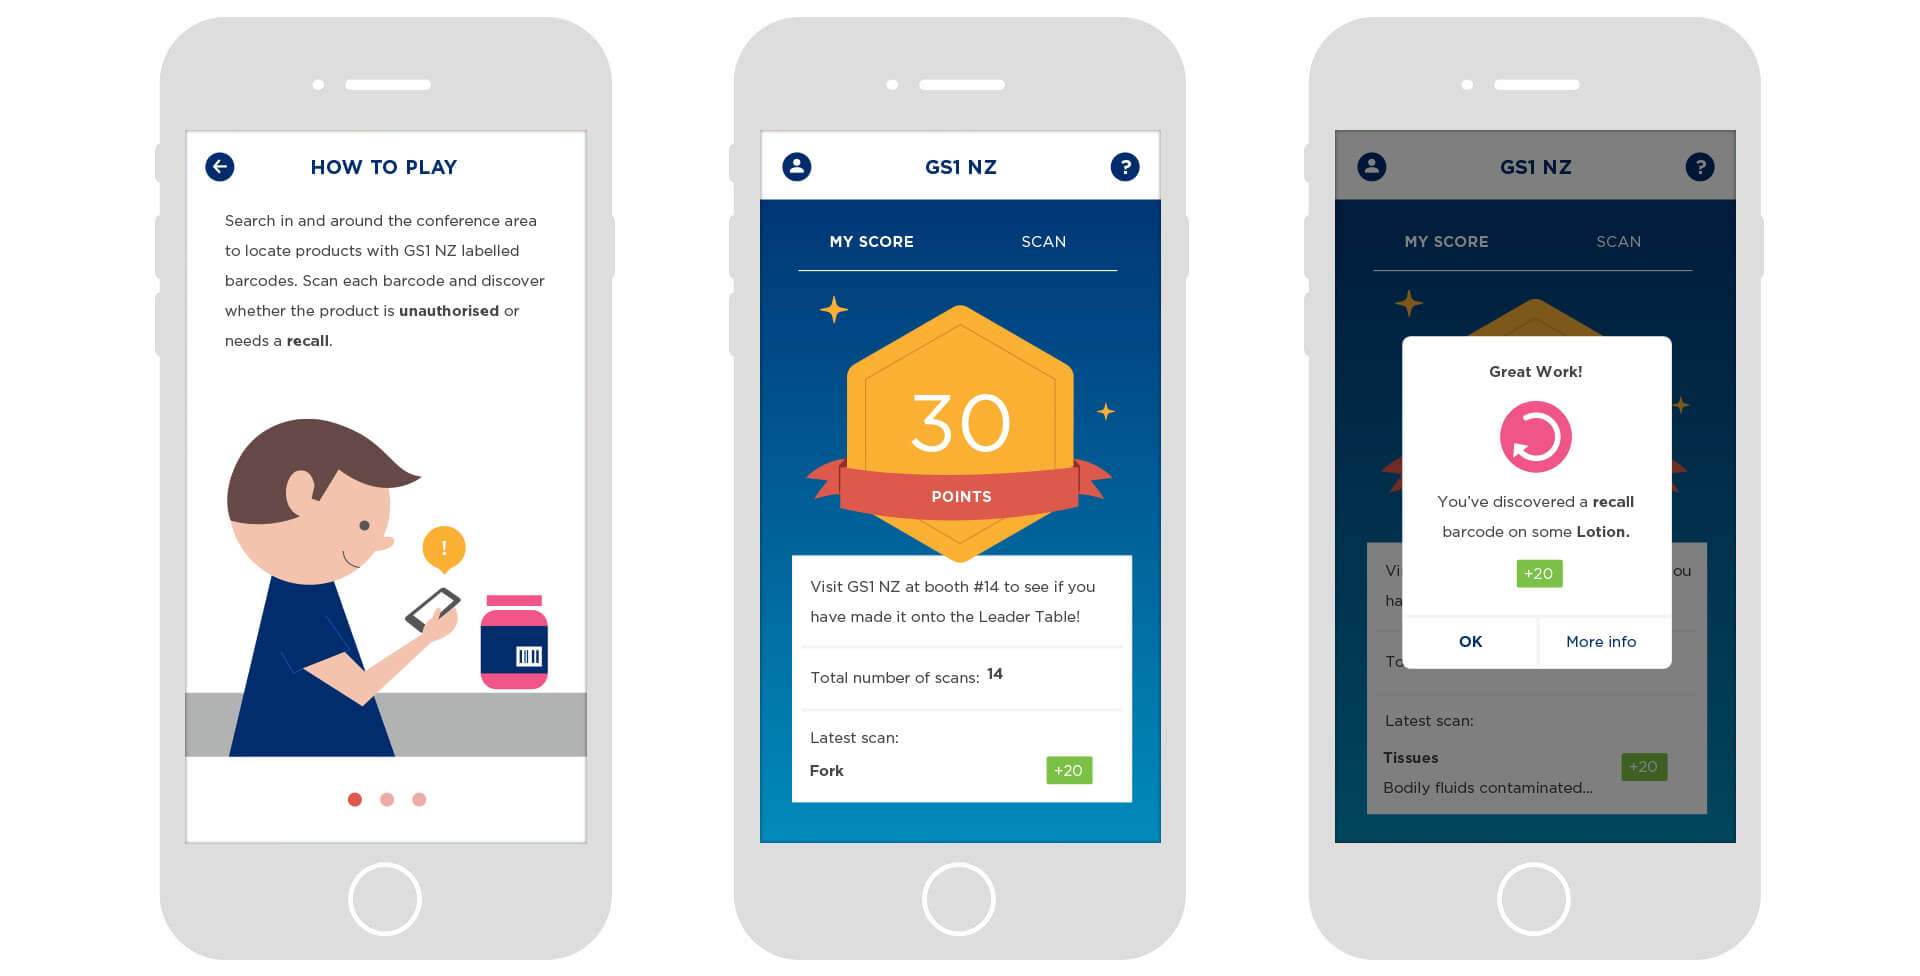 HOW TO PLAY
Search in and around the conference area
to locate products with GS1 NZ labelled
barcodes. Scan each barcode and discover
whether the product is unauthorised or
needs a recall.
!
GS1 NZ
?
MY SCORE SCAN
30
POINTS
Visit GS1 NZ at booth #14 to see if you
have made it onto the Leader Table!
Total number of scans: 14
Latest scan:
Fork +20
GS1 NZ
?
MY SCORE SCAN
Great Work!
You've discovered a recall
barcode on some Lotion.
+20
OK More info
Latest scan:
Tissues
+20
Bodily fluids contaminated...